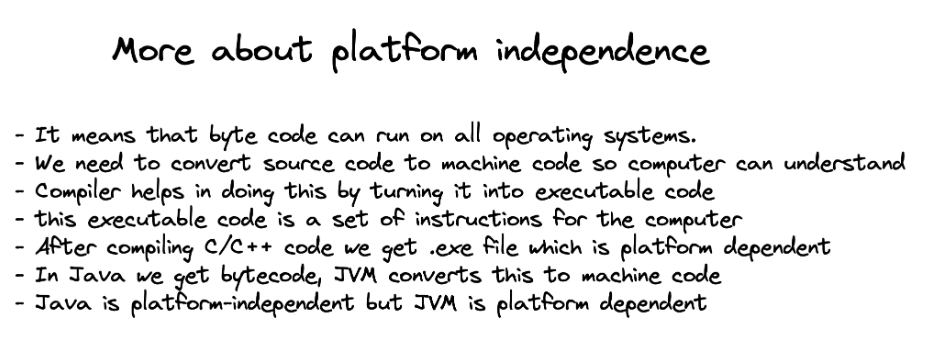 More about platform independence
- It means that byte code can run on all operating systems.
- We need to convert source code to machine code so computer can understand
- Compiler helps in doing this by turning it into executable code
- this executable code is a set of instructions for the computer
- After compiling C/C++ code we get .exe file which is platform dependent
- In Java we get bytecode, JVM converts this to machine code
- Java is platform-independent but JVM is platform dependent